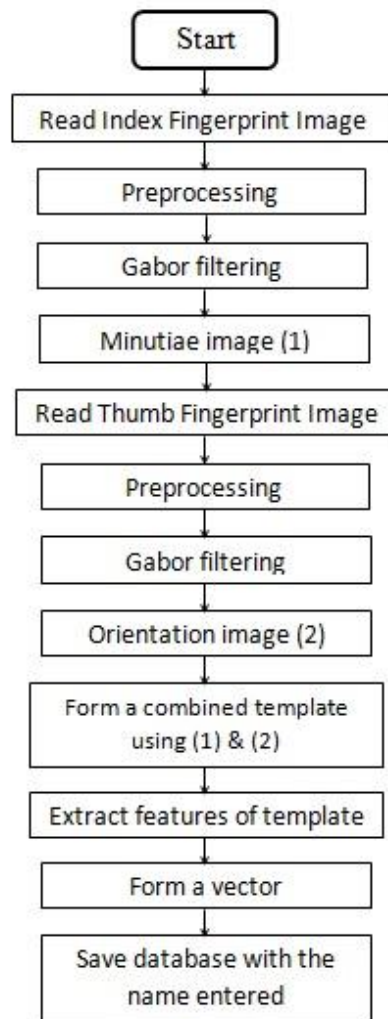 Start
Read Index Fingerprint Image
Preprocessing
Gabor filtering
Minutiae image (1)
Read Thumb Fingerprint Image
Preprocessing
Gabor filtering
Orientation image (2)
Form a combined template
using (1) & (2)
Extract features of template
Form a vector
Save database with the
name entered